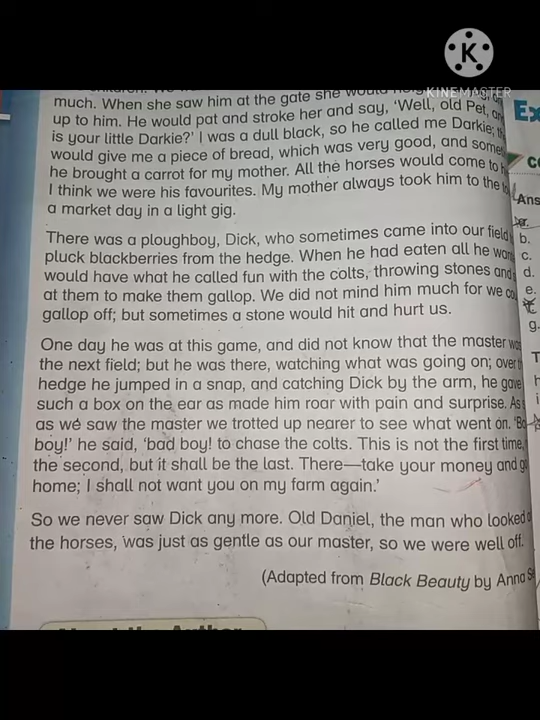 K
KINEMASTER
much. When she saw him at the gate she would
up to him. He would pat and stroke her and say, 'Well, old Pet,
is your little Darkie?' I was a dull black, so he called me Darkie;
would give me a piece of bread, which was very good, and
he brought a carrot for my mother. All the horses would come to
I think we were his favourites. My mother always took him to the
a market day in a light gig.
There was a ploughboy, Dick, who sometimes came into our field
pluck blackberries from the hedge. When he had eaten all he
would have what he called fun with the colts, throwing stones and
at them to make them gallop. We did not mind him much for we
gallop off; but sometimes a stone would hit and hurt us.
One day he was at this game, and did not know that the master
the next field; but he was there, watching what was going on; over
hedge he jumped in a snap, and catching Dick by the arm, he gave
such a box on the ear as made him roar with pain and surprise. As
as we saw the master we trotted up nearer to see what went on.
boy!' he said, 'bad boy! to chase the colts. This is not the first time,
the second, but it shall be the last. There—take your money and go
home; I shall not want you on my farm again.'
So we never saw Dick any more. Old Daniel, the man who looked
the horses, was just as gentle as our master, so we were well off.
(Adapted from Black Beauty by Anna
Ex
Ans
b.
c.
d.
e.
g.
T